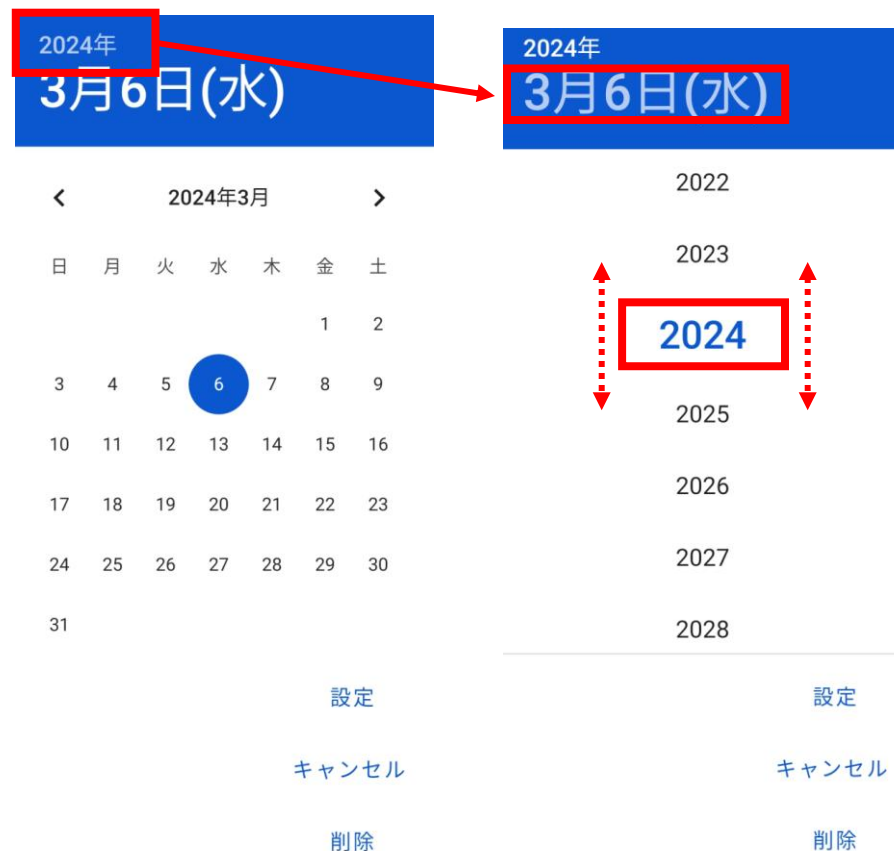 2024年
3月6日(水)
2024年3月
日 月 火 水 木 金 土
1 2
3 4 5 6 7 8 9
10 11 12 13 14 15 16
17 18 19 20 21 22 23
24 25 26 27 28 29 30
31
設定
キャンセル
削除
2024年
3月6日(水)
2022
2023
2024
2025
2026
2027
2028
設定
キャンセル
削除